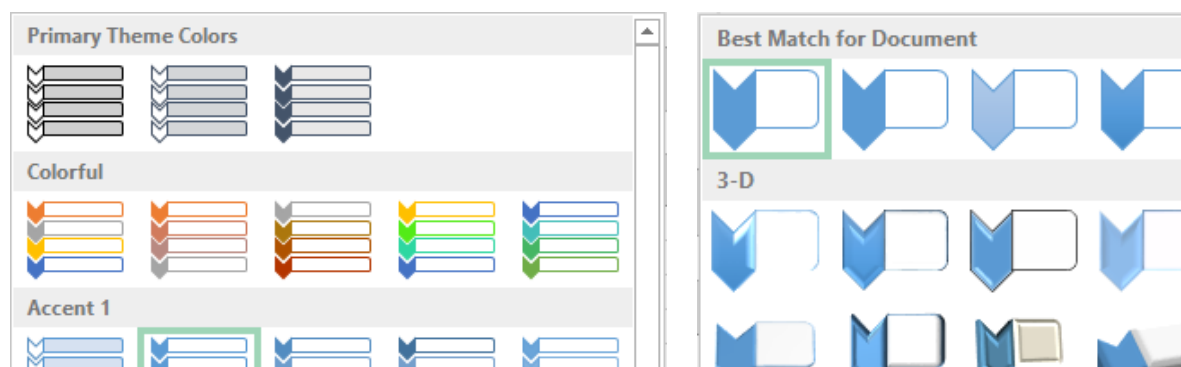 Primary Theme Colors
Colorful
Accent 1
Best Match for Document
3-D